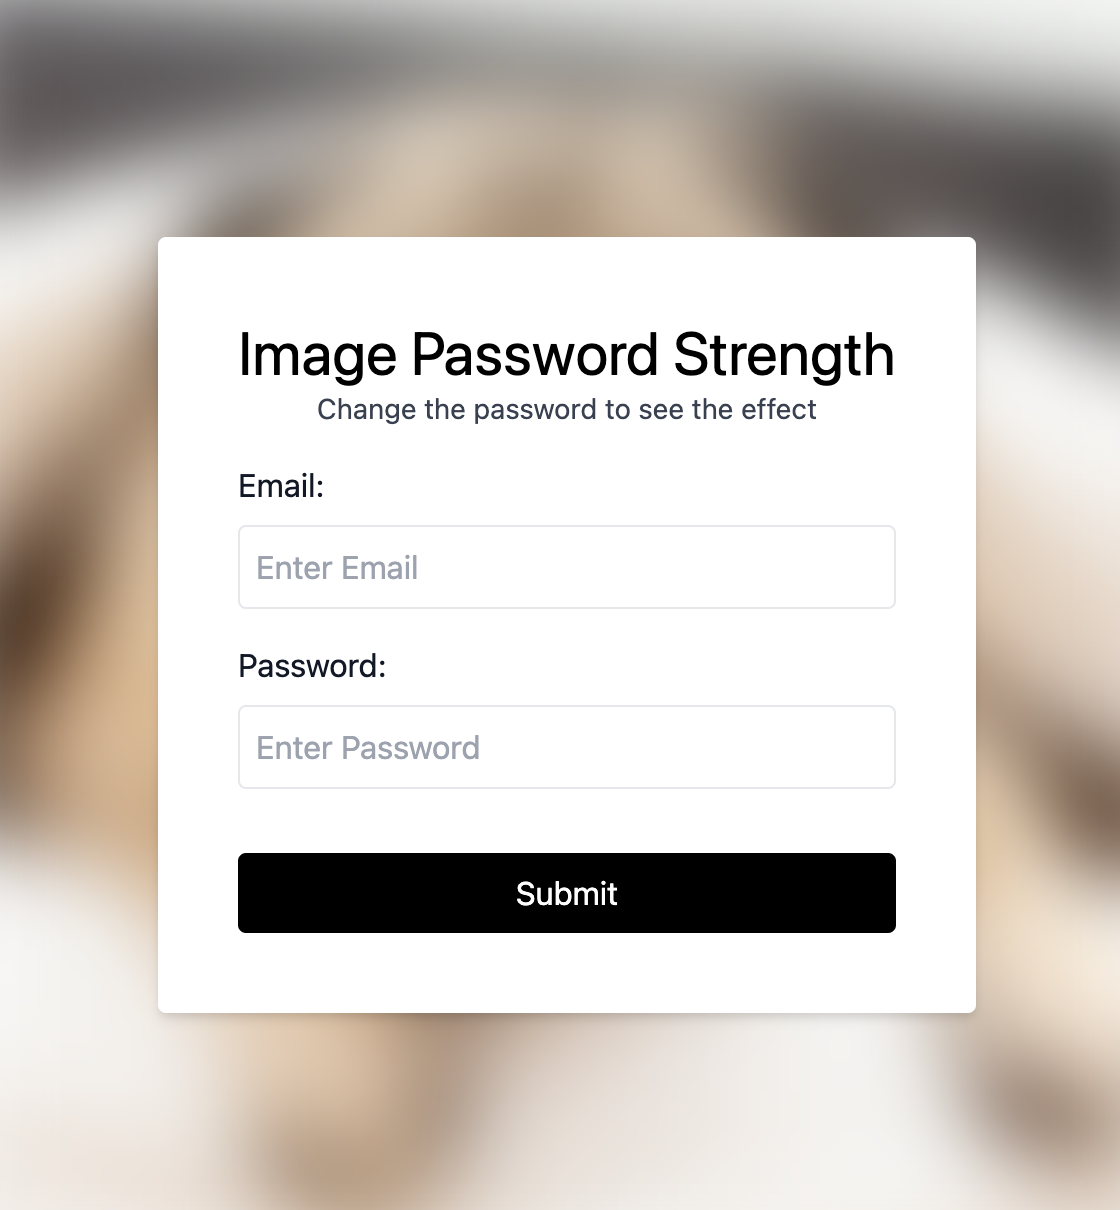 Image Password Strength
Change the password to see the effect
Email:
Enter Email
Password:
Enter Password
Submit